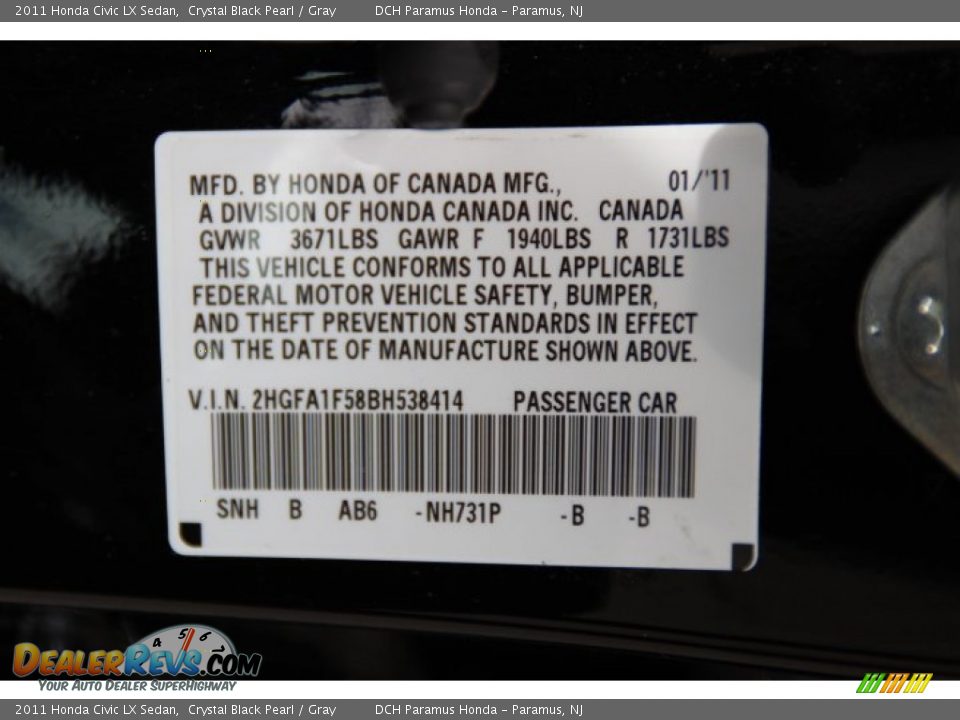 2011 Honda Civic LX Sedan, Crystal Black Pearl / Gray DCH Paramus Honda - Paramus, NJ
MFD. BY HONDA OF CANADA MFG., 01/'11
A DIVISION OF HONDA CANADA INC. CANADA
GVWR 3671LBS GAWR F 1940LBS R 1731LBS
THIS VEHICLE CONFORMS TO ALL APPLICABLE
FEDERAL MOTOR VEHICLE SAFETY, BUMPER,
AND THEFT PREVENTION STANDARDS IN EFFECT
ON THE DATE OF MANUFACTURE SHOWN ABOVE.
V.I.N. 2HGFA1F58BH538414 PASSENGER CAR
SNH B AB6 -NH731P -B -B
4 5 6
DEALERREVS.COM
YOUR AUTO DEALER SUPERHIGHWAY
2011 Honda Civic LX Sedan, Crystal Black Pearl / Gray DCH Paramus Honda - Paramus, NJ